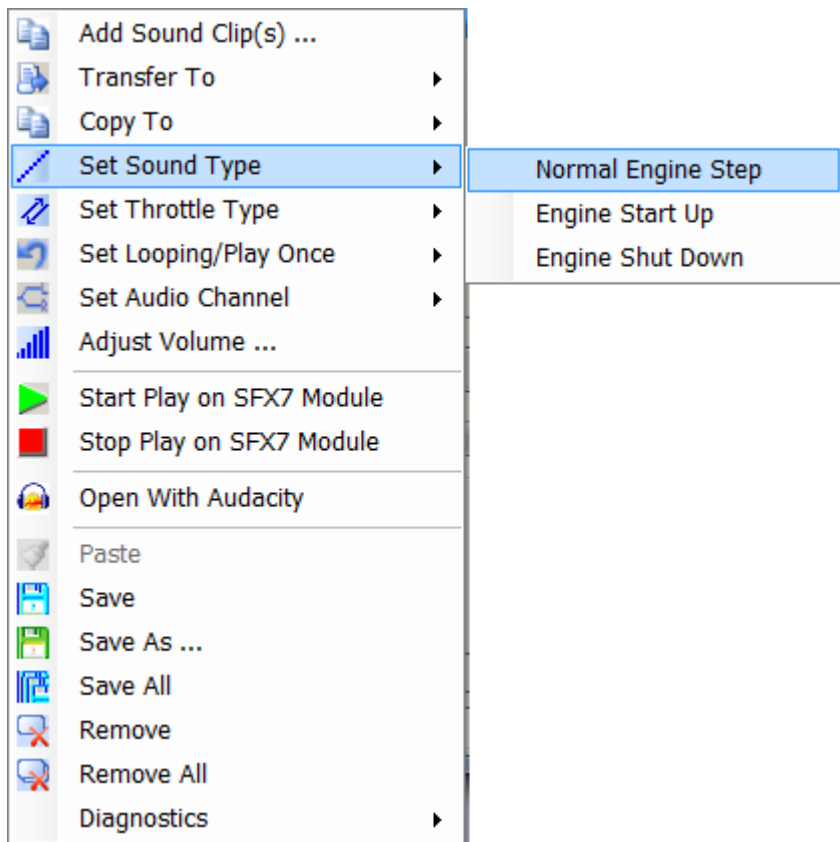 Add Sound Clip(s) ...
Transfer To
Copy To
Set Sound Type
Normal Engine Step
Set Throttle Type
Engine Start Up
Set Looping/Play Once
Engine Shut Down
Set Audio Channel
Adjust Volume ...
Start Play on SFX7 Module
Stop Play on SFX7 Module
Open With Audacity
Paste
Save
Save As ...
Save All
Remove
Remove All
Diagnostics